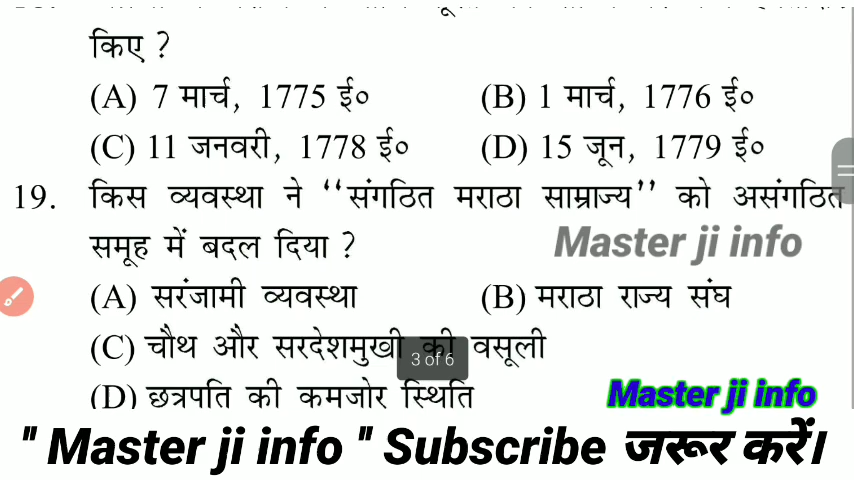 किए ?
(A) 7 मार्च, 1775 ई० (B) 1 मार्च, 1776 ई०
(C) 11 जनवरी, 1778 ई० (D) 15 जून, 1779 ई०
19. किस व्यवस्था ने ‘‘संगठित मराठा साम्राज्य’’ को असंगठित
समूह में बदल दिया ?
Master ji info
(A) सरंजामी व्यवस्था (B) मराठा राज्य संघ
(C) चौथ और सरदेशमुखी की वसूली
3 of 6
(D) छत्रपति की कमजोर स्थिति
Master ji info
" Master ji info " Subscribe जरूर करें।